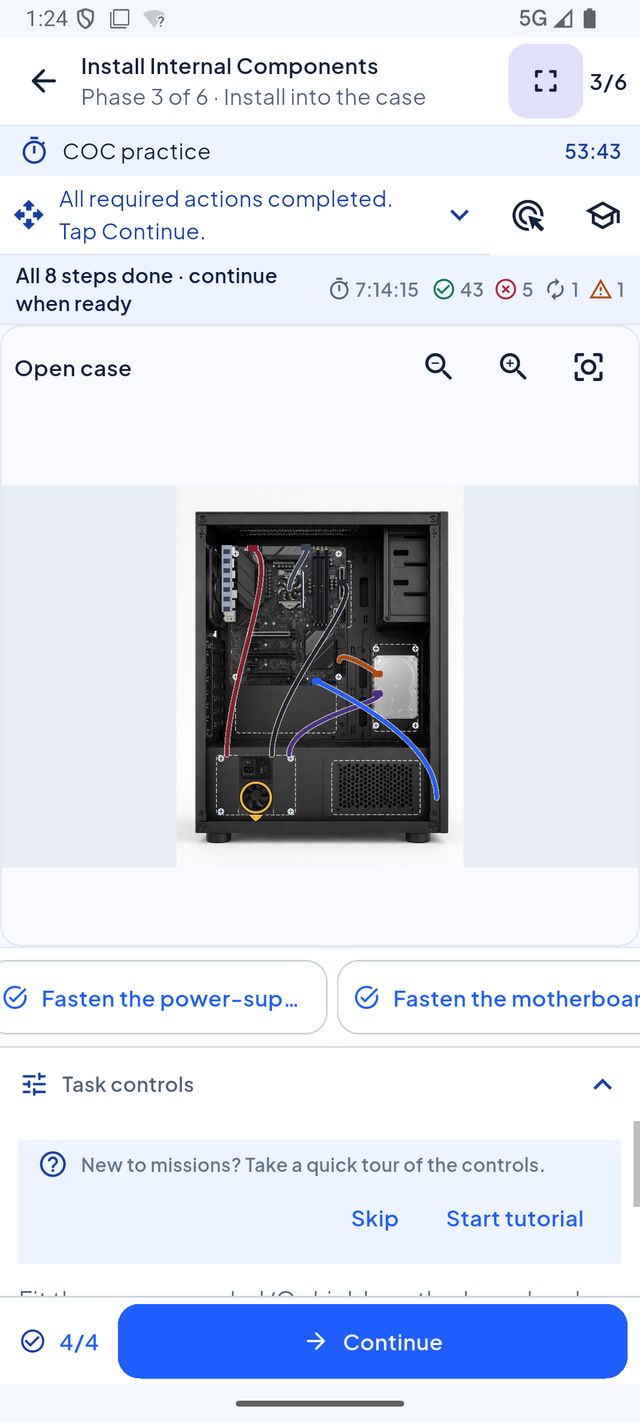 1:24
5G
Install Internal Components
Phase 3 of 6 · Install into the case
3/6
COC practice
53:43
All required actions completed.
Tap Continue.
All 8 steps done · continue
when ready
7:14:15
43
5
1
1
Open case
Fasten the power-sup…
Fasten the motherboar
Task controls
New to missions? Take a quick tour of the controls.
Skip
Start tutorial
4/4
Continue